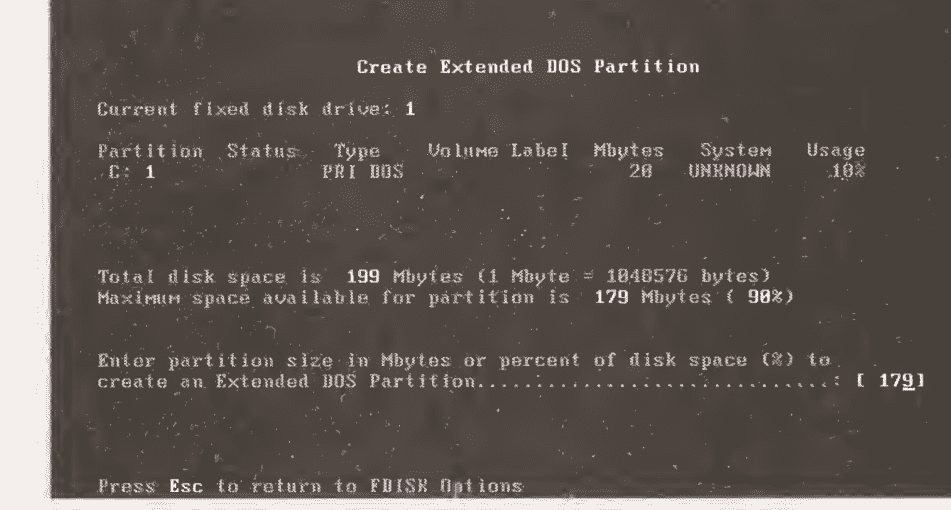 Create Extended DOS Partition
Current fixed disk drive: 1
Partition  Status   Type    Volume Label  Mbytes   System   Usage
C: 1                PRI DOS                   20   UNKNOWN     10%
Total disk space is  199 Mbytes (1 Mbyte = 1048576 bytes)
Maximum space available for partition is  179 Mbytes ( 90%)
Enter partition size in Mbytes or percent of disk space (%) to
create an Extended DOS Partition..............................: [ 179]
Press Esc to return to FDISK Options